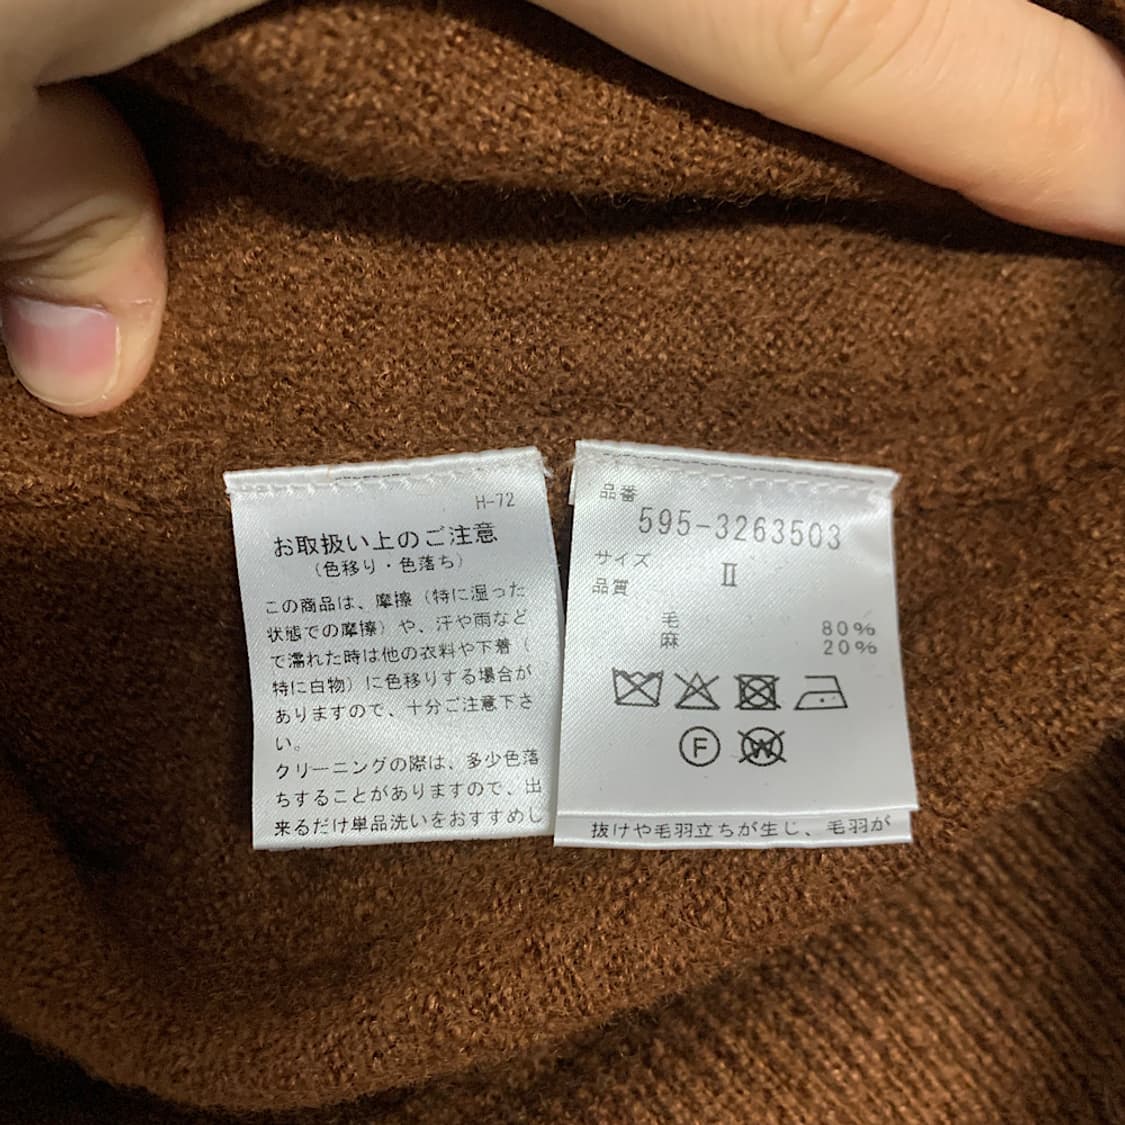 H-72
お取扱い上のご注意
(色移り・色落ち)
この商品は、摩擦(特に湿った
状態での摩擦)や、汗や雨など
で濡れた時は他の衣料や下着(
特に白物)に色移りする場合が
ありますので、十分ご注意下さ
い。
クリーニングの際は、多少色落
ちすることがありますので、出
来るだけ単品洗いをおすすめし
品番
595-3263503
サイズ II
品質
毛 80%
麻 20%
F W
抜けや毛羽立ちが生じ、毛羽が